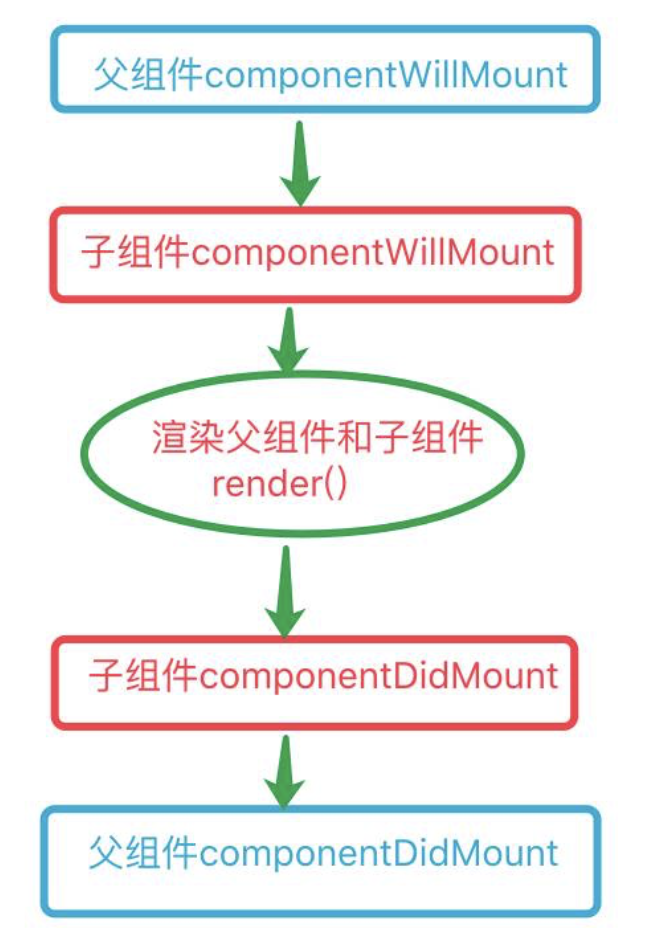 父组件componentWillMount
子组件componentWillMount
渲染父组件和子组件
render()
子组件componentDidMount
父组件componentDidMount